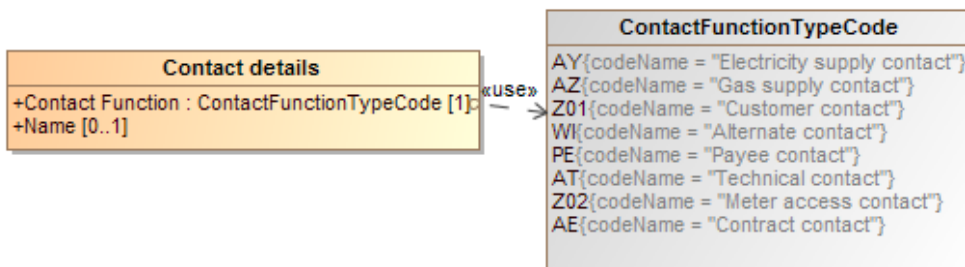 Contact details
+Contact Function : ContactFunctionTypeCode [1]
+Name [0..1]
«use»
ContactFunctionTypeCode
AY{codeName = "Electricity supply contact"}
AZ{codeName = "Gas supply contact"}
Z01{codeName = "Customer contact"}
WI{codeName = "Alternate contact"}
PE{codeName = "Payee contact"}
AT{codeName = "Technical contact"}
Z02{codeName = "Meter access contact"}
AE{codeName = "Contract contact"}